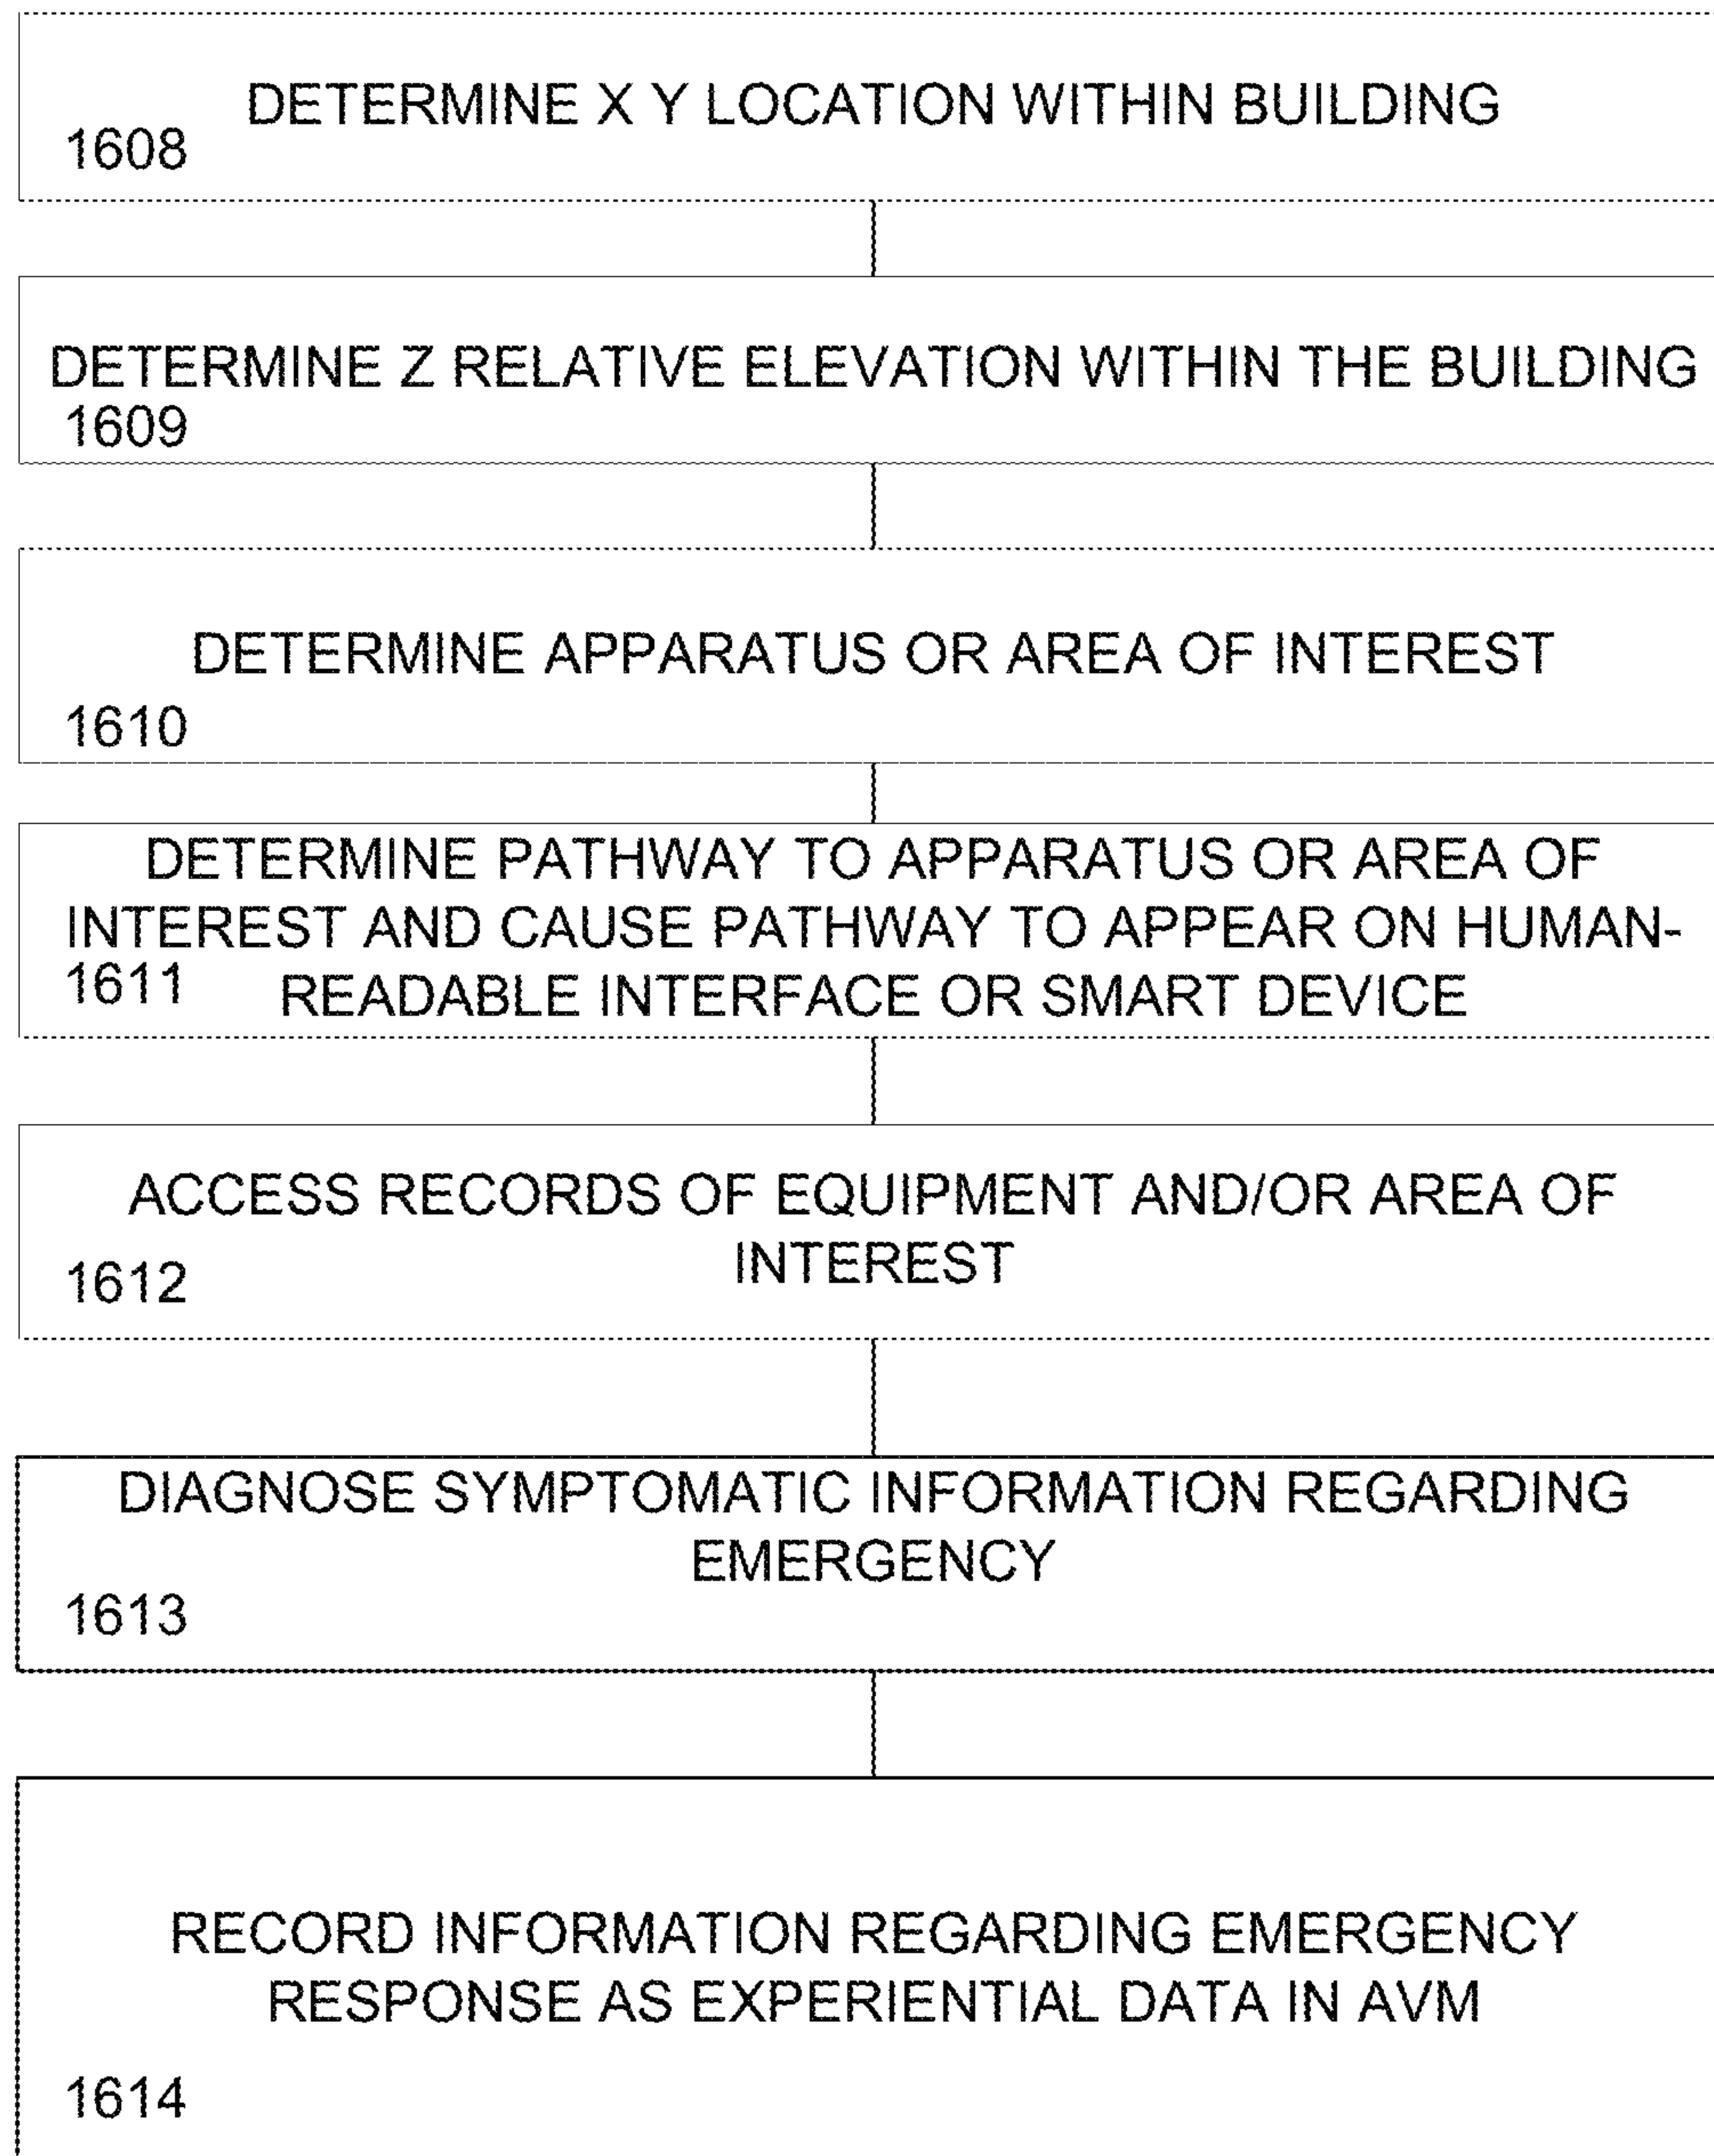 DETERMINE X Y LOCATION WITHIN BUILDING
1608
DETERMINE Z RELATIVE ELEVATION WITHIN THE BUILDING
1609
DETERMINE APPARATUS OR AREA OF INTEREST
1610
DETERMINE PATHWAY TO APPARATUS OR AREA OF
INTEREST AND CAUSE PATHWAY TO APPEAR ON HUMAN-
1611 READABLE INTERFACE OR SMART DEVICE
ACCESS RECORDS OF EQUIPMENT AND/OR AREA OF
INTEREST
1612
DIAGNOSE SYMPTOMATIC INFORMATION REGARDING
EMERGENCY
1613
RECORD INFORMATION REGARDING EMERGENCY
RESPONSE AS EXPERIENTIAL DATA IN AVM
1614